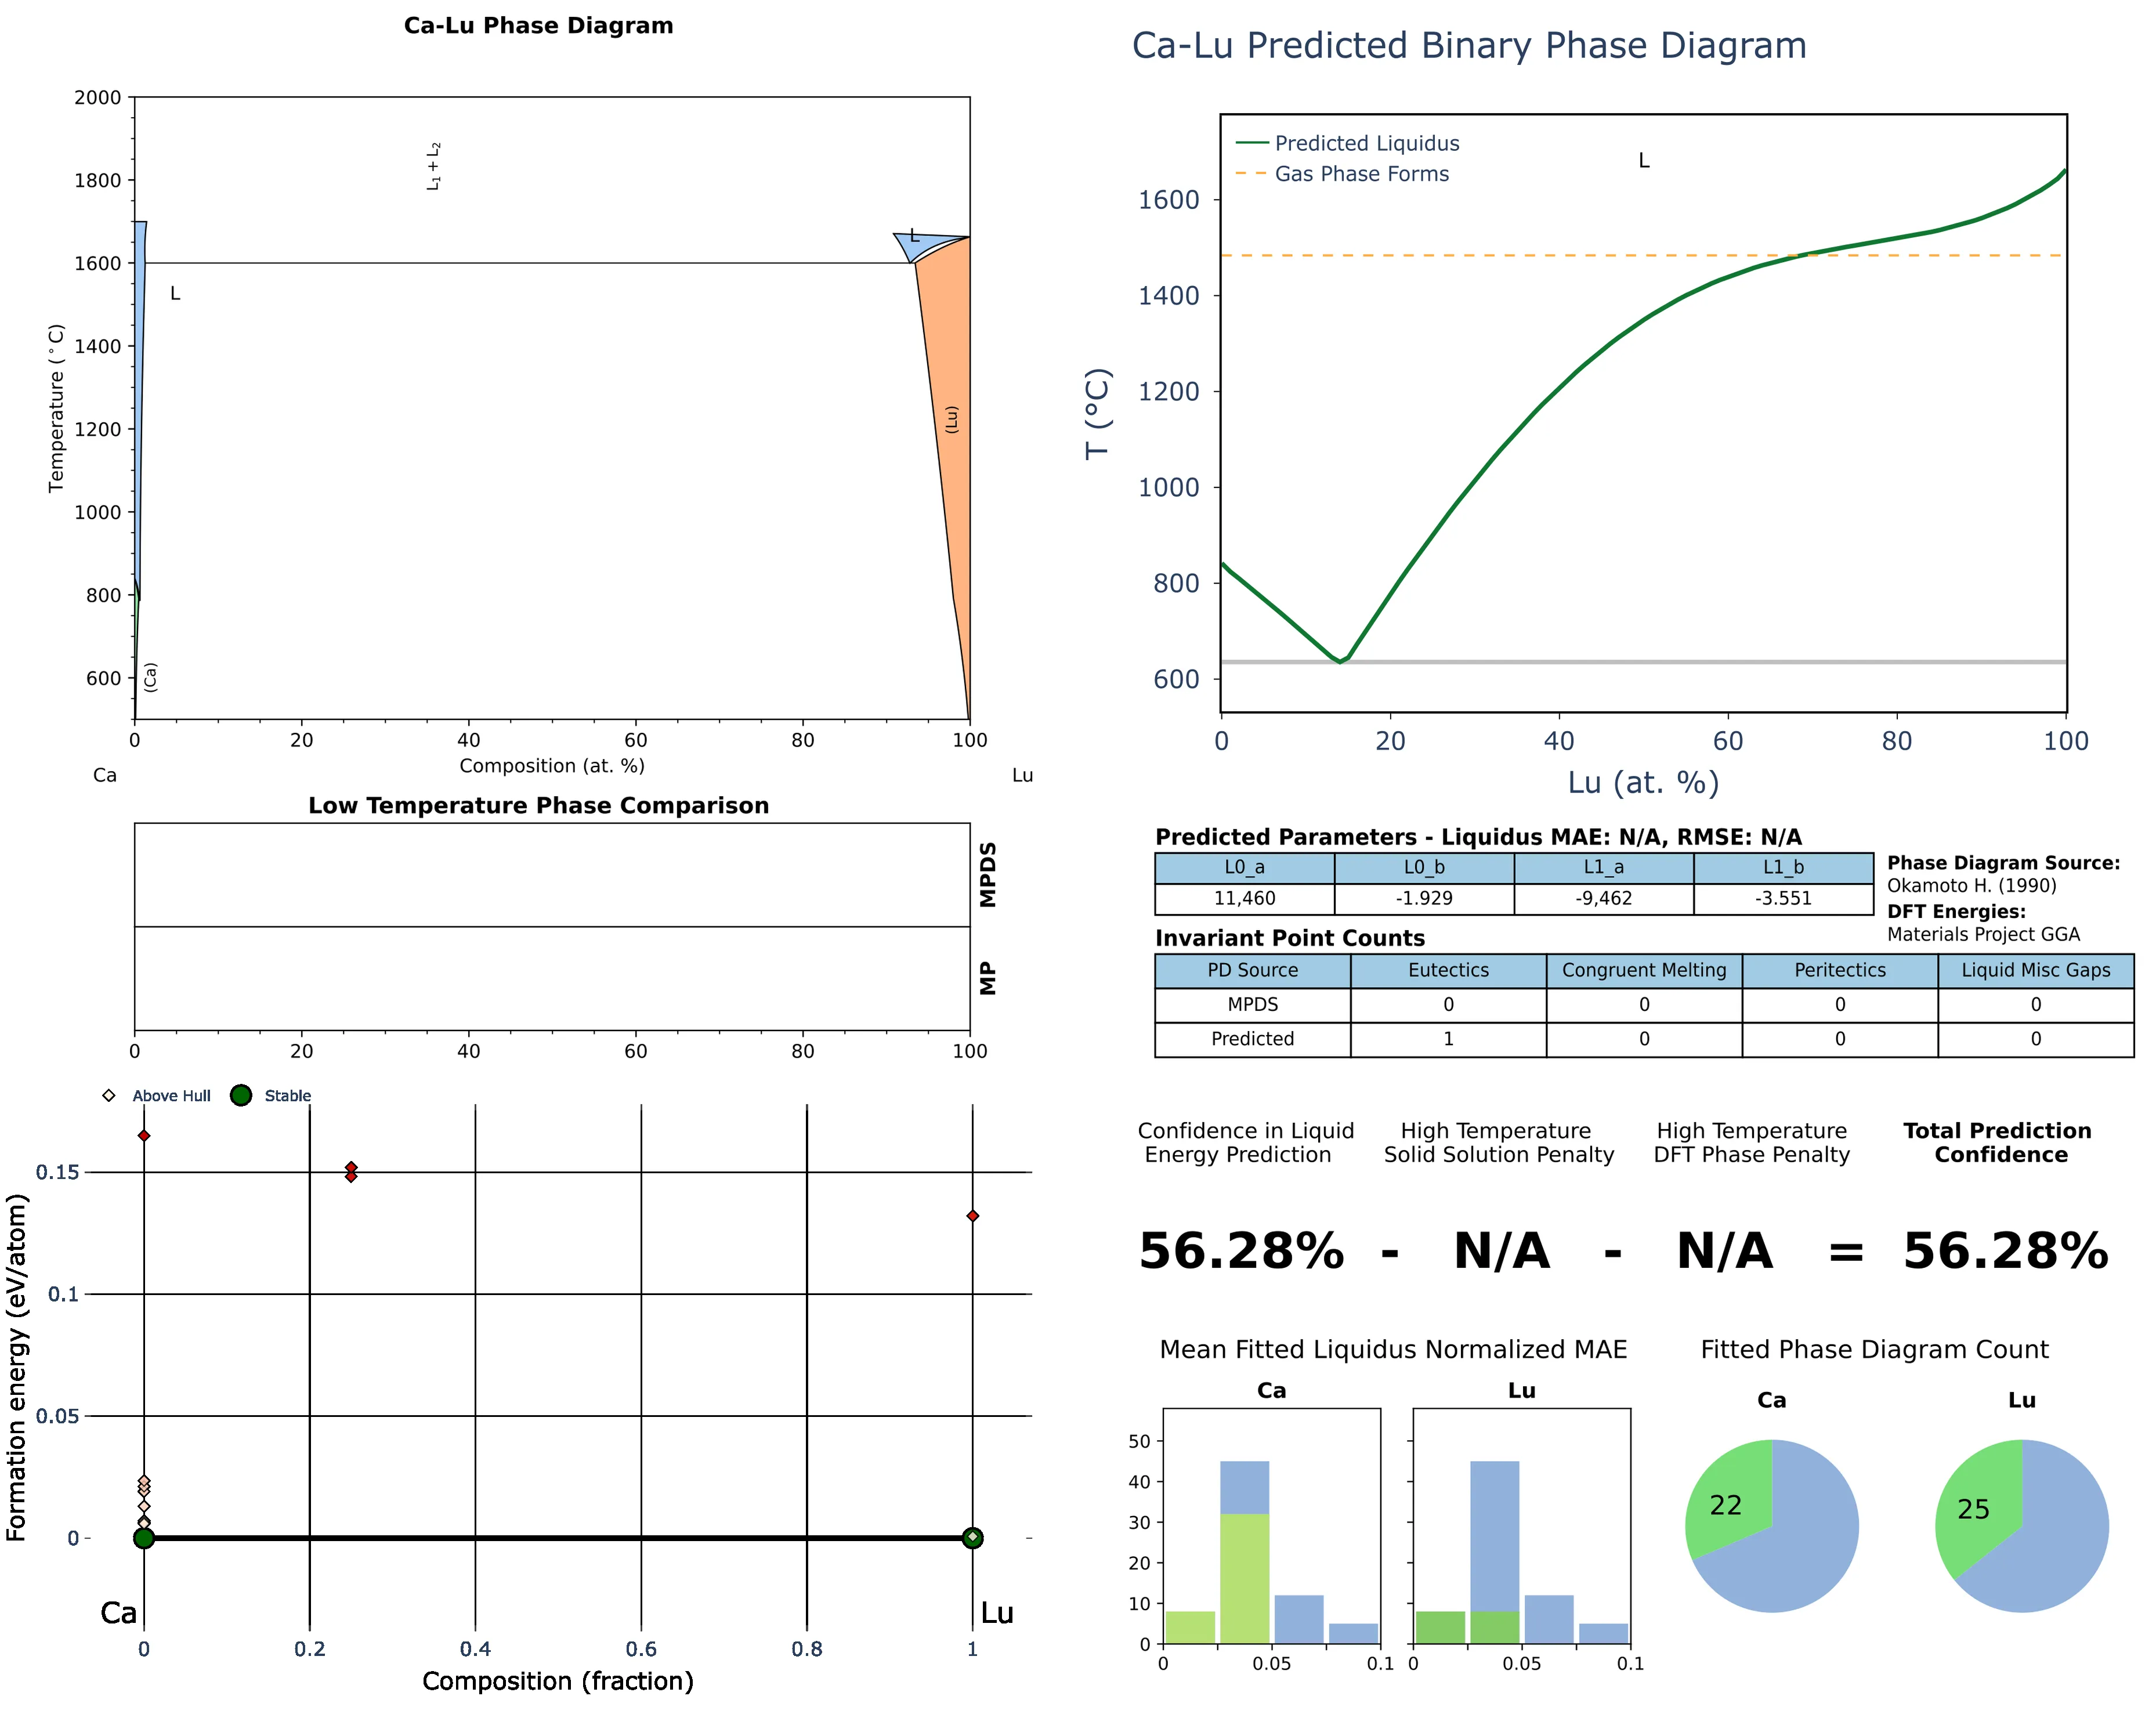 Ca-Lu Phase Diagram
2000
1800
1600
1400
1200
1000
800
600
Temperature (°C)
L₁ + L₂
L
L
(Lu)
(Ca)
0 20 40 60 80 100
Composition (at. %)
Ca Lu
Low Temperature Phase Comparison
MPDS
MP
0 20 40 60 80 100
Above Hull Stable
0.15
0.1
0.05
0
Formation energy (eV/atom)
Ca Lu
0 0.2 0.4 0.6 0.8 1
Composition (fraction)
Ca-Lu Predicted Binary Phase Diagram
Predicted Liquidus
Gas Phase Forms
L
1600
1400
1200
1000
800
600
T (°C)
0 20 40 60 80 100
Lu (at. %)
Predicted Parameters - Liquidus MAE: N/A, RMSE: N/A
L0_a L0_b L1_a L1_b
11,460 -1.929 -9,462 -3.551
Phase Diagram Source:
Okamoto H. (1990)
DFT Energies:
Materials Project GGA
Invariant Point Counts
PD Source Eutectics Congruent Melting Peritectics Liquid Misc Gaps
MPDS 0 0 0 0
Predicted 1 0 0 0
Confidence in Liquid High Temperature High Temperature Total Prediction
Energy Prediction Solid Solution Penalty DFT Phase Penalty Confidence
56.28% - N/A - N/A = 56.28%
Mean Fitted Liquidus Normalized MAE Fitted Phase Diagram Count
Ca Lu Ca Lu
50
40
30
20
10
0
0 0.05 0.1 0 0.05 0.1
22 25